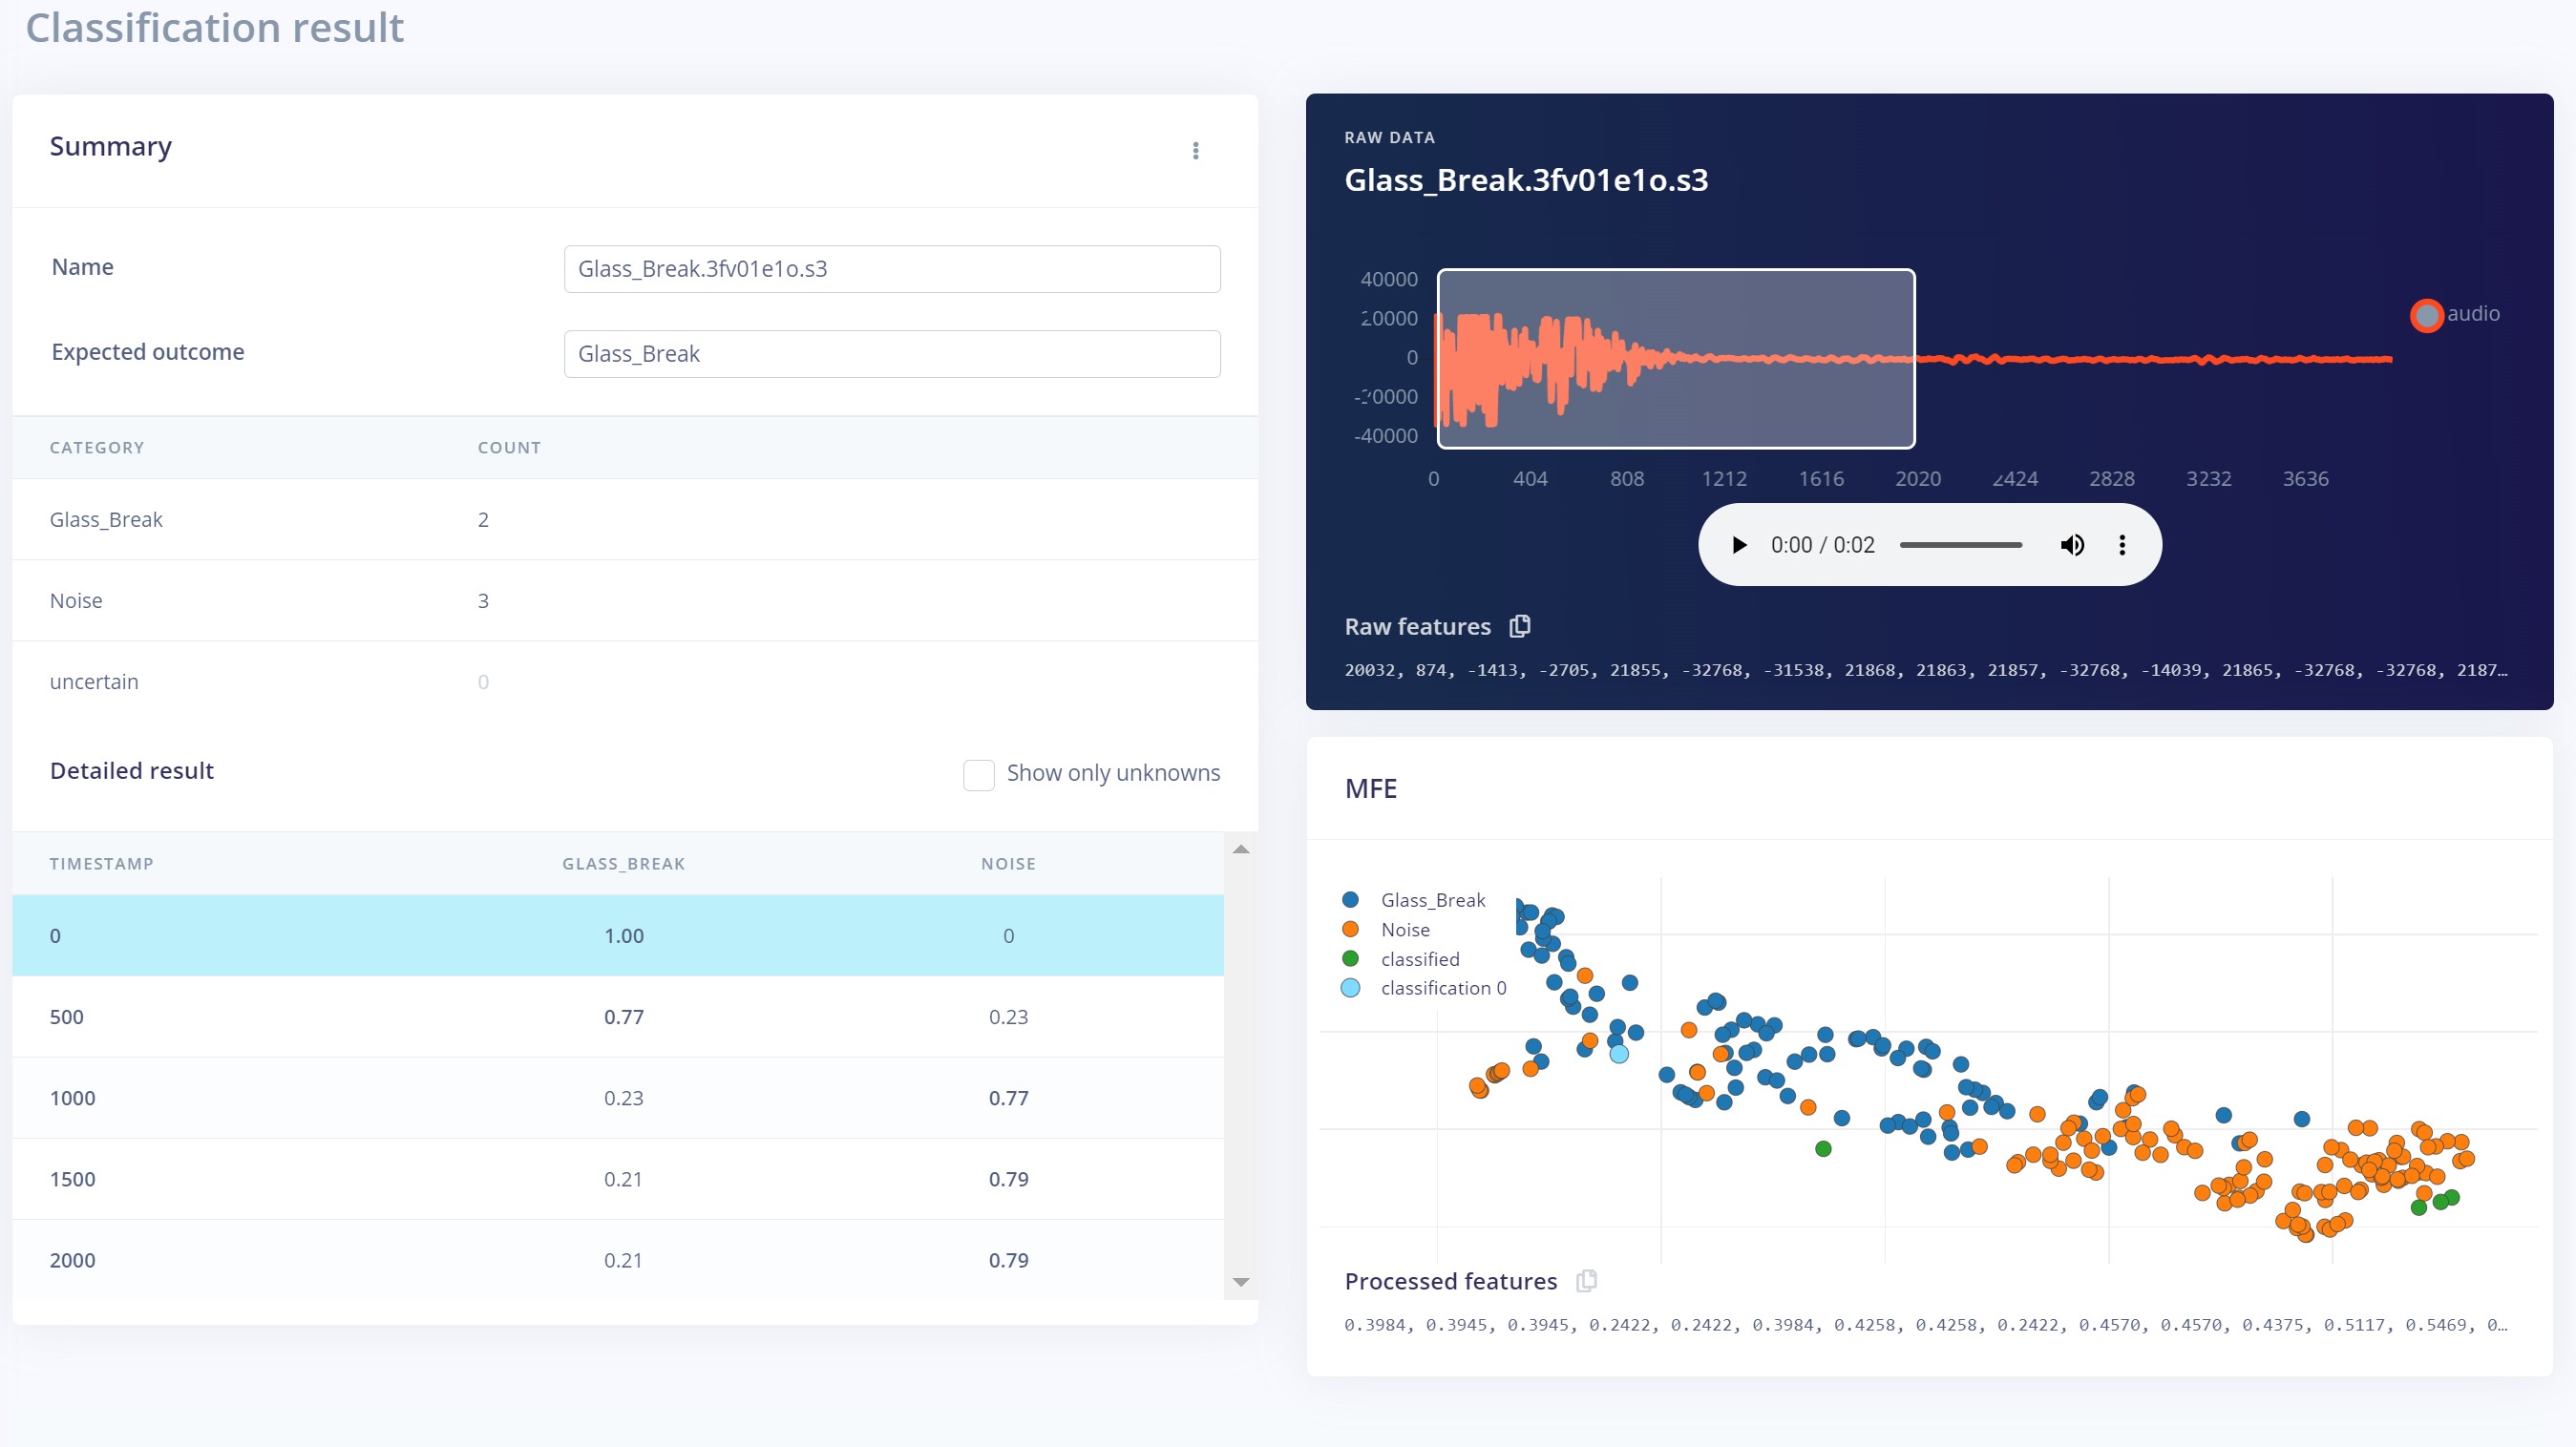 Classification result
Summary
Name
Glass_Break.3fv01e1o.s3
Expected outcome
Glass_Break
CATEGORY COUNT
Glass_Break 2
Noise 3
uncertain 0
Detailed result
Show only unknowns
TIMESTAMP GLASS_BREAK NOISE
0 1.00 0
500 0.77 0.23
1000 0.23 0.77
1500 0.21 0.79
2000 0.21 0.79
RAW DATA
Glass_Break.3fv01e1o.s3
40000
20000
0
-20000
-40000
0 404 808 1212 1616 2020 2424 2828 3232 3636
audio
0:00 / 0:02
Raw features
20032, 874, -1413, -2705, 21855, -32768, -31538, 21868, 21863, 21857, -32768, -14039, 21865, -32768, -32768, 2187…
MFE
Glass_Break
Noise
classified
classification 0
Processed features
0.3984, 0.3945, 0.3945, 0.2422, 0.2422, 0.3984, 0.4258, 0.4258, 0.2422, 0.4570, 0.4570, 0.4375, 0.5117, 0.5469, 0…